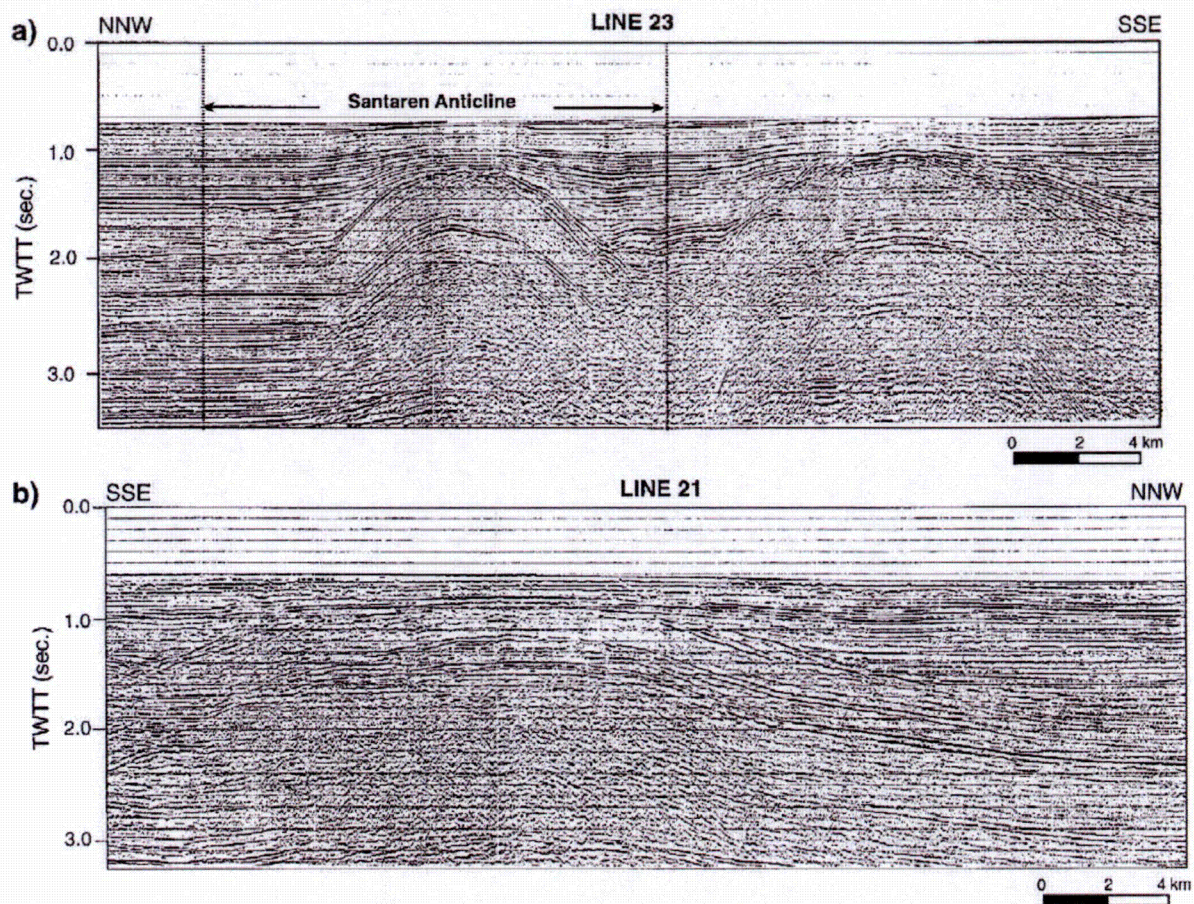 a)
NNW
LINE 23
SSE
0.0
Santaren Anticline
1.0
TWTT (sec.)
2.0
3.0
0 2 4 km
b)
SSE
LINE 21
NNW
0.0
1.0
TWTT (sec.)
2.0
3.0
0 2 4 km